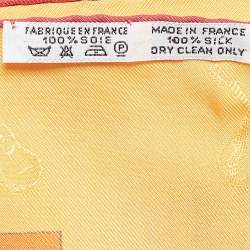 FABRIQUE EN FRANCE
100% SOIE
P
MADE IN FRANCE
100% SILK
DRY CLEAN ONLY